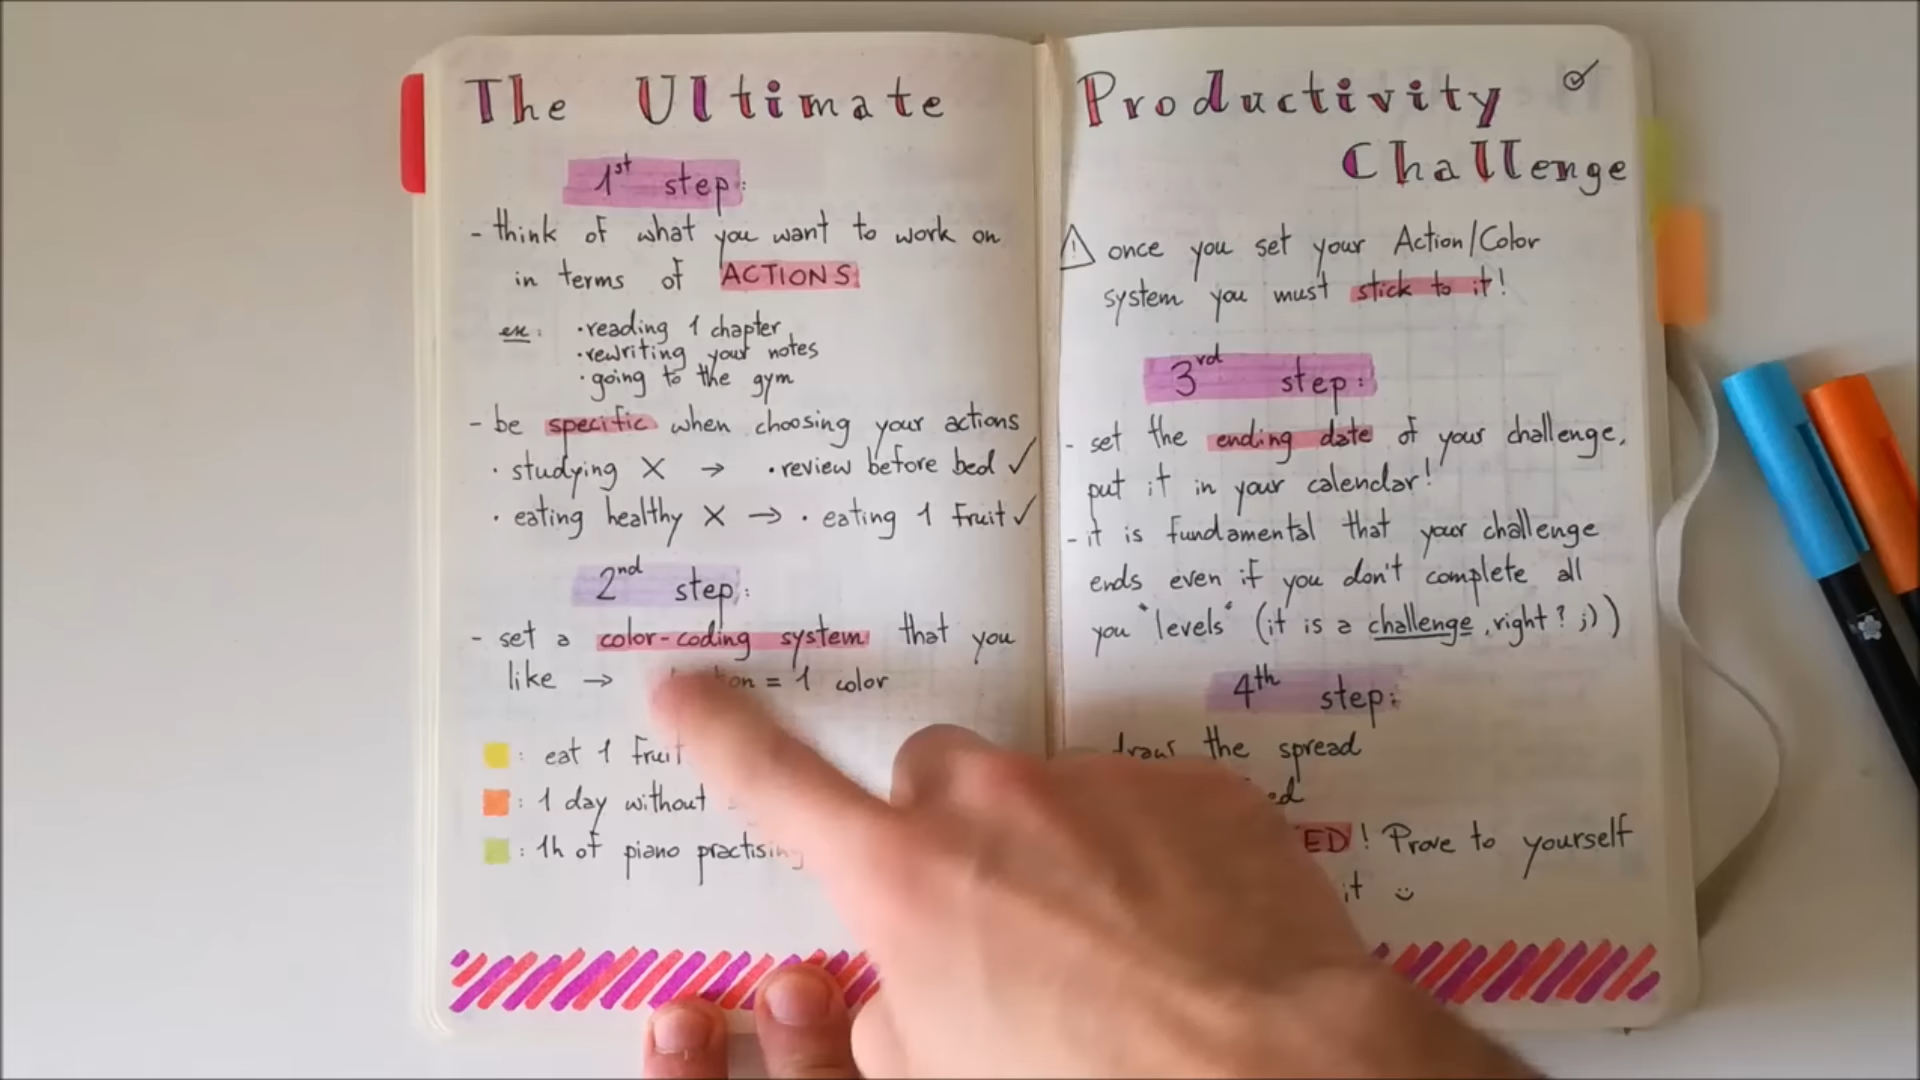 The Ultimate
1st step:
- think of what you want to work on
in terms of ACTIONS
ex: • reading 1 chapter
• rewriting your notes
• going to the gym
- be specific when choosing your actions
• studying X → • review before bed ✓
• eating healthy X → • eating 1 fruit ✓
2nd step:
- set a color-coding system that you
like → = 1 color
: eat 1 fruit
: 1 day without
: 1h of piano practising
Productivity
Challenge
⚠ once you set your Action/Color
system you must stick to it!
3rd step:
- set the ending date of your challenge,
put it in your calendar!
- it is fundamental that your challenge
ends even if you don't complete all
you "levels" (it is a challenge, right? ;))
4th step:
draw the spread
! Prove to yourself
it ☺